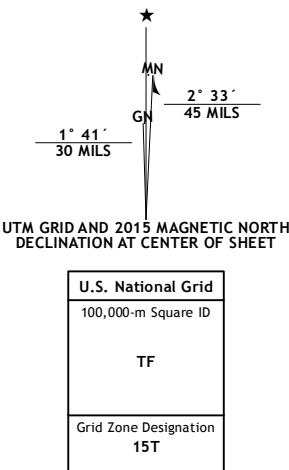 ★
MN
GN
2° 33´
45 MILS
1° 41´
30 MILS
UTM GRID AND 2015 MAGNETIC NORTH
DECLINATION AT CENTER OF SHEET
U.S. National Grid
100,000-m Square ID
TF
Grid Zone Designation
15T